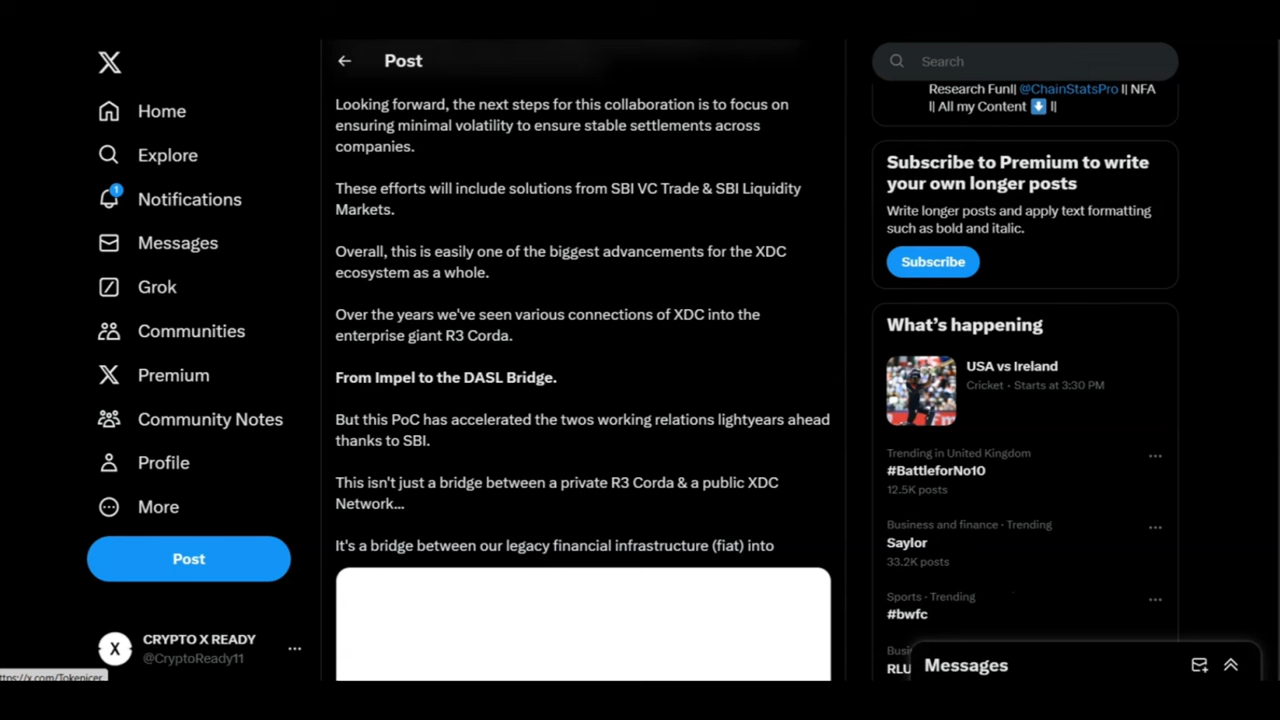 X
Home
Explore
1
Notifications
Messages
Grok
Communities
Premium
Community Notes
Profile
More
Post
X
CRYPTO X READY
@CryptoReady11
Post
Looking forward, the next steps for this collaboration is to focus on
ensuring minimal volatility to ensure stable settlements across
companies.
These efforts will include solutions from SBI VC Trade & SBI Liquidity
Markets.
Overall, this is easily one of the biggest advancements for the XDC
ecosystem as a whole.
Over the years we've seen various connections of XDC into the
enterprise giant R3 Corda.
From Impel to the DASL Bridge.
But this PoC has accelerated the twos working relations lightyears ahead
thanks to SBI.
This isn't just a bridge between a private R3 Corda & a public XDC
Network...
It's a bridge between our legacy financial infrastructure (fiat) into
Search
Research Fun|| @ChainStatsPro || NFA
|| All my Content ⬇️ ||
Subscribe to Premium to write
your own longer posts
Write longer posts and apply text formatting
such as bold and italic.
Subscribe
What's happening
USA vs Ireland
Cricket · Starts at 3:30 PM
Trending in United Kingdom
#BattleforNo10
12.5K posts
Business and finance · Trending
Saylor
33.2K posts
Sports · Trending
#bwfc
RLU
Messages